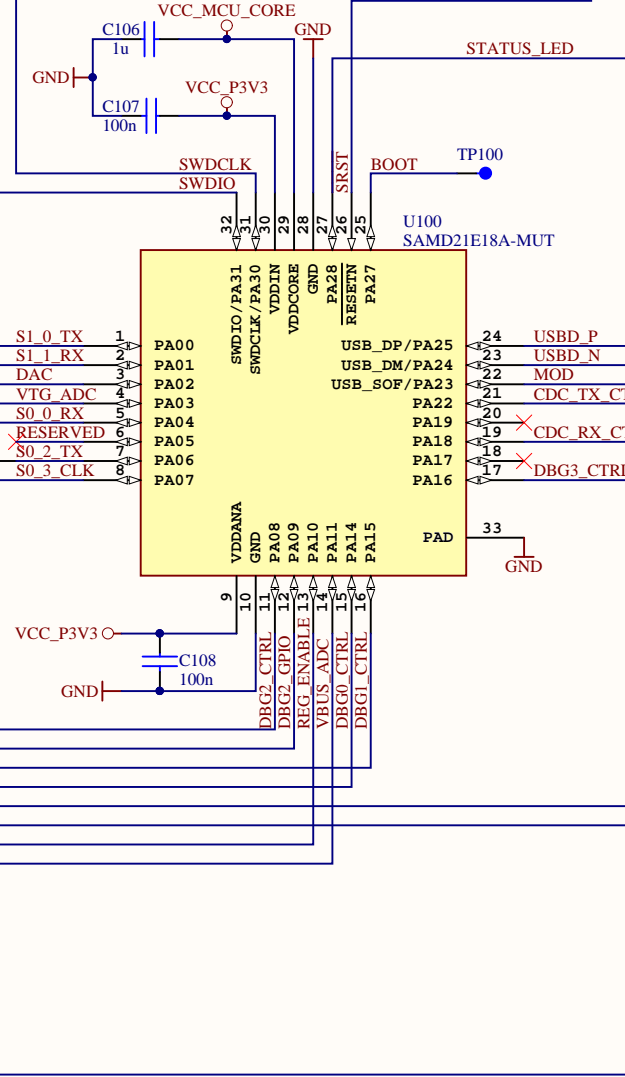 VCC_MCU_CORE
C106
1u
GND
STATUS_LED
GND
VCC_P3V3
C107
100n
SWDCLK
SWDIO
SRST
BOOT
TP100
32
31
30
29
28
27
26
25
U100
SAMD21E18A-MUT
SWDIO/PA31
SWDCLK/PA30
VDDIN
VDDCORE
GND
PA28
RESETN
PA27
S1_0_TX 1 PA00
S1_1_RX 2 PA01
DAC 3 PA02
VTG_ADC 4 PA03
S0_0_RX 5 PA04
RESERVED 6 PA05
S0_2_TX 7 PA06
S0_3_CLK 8 PA07
USB_DP/PA25 24 USBD_P
USB_DM/PA24 23 USBD_N
USB_SOF/PA23 22 MOD
PA22 21 CDC_TX_CT
PA19 20
PA18 19 CDC_RX_CT
PA17 18
PA16 17 DBG3_CTRL
VDDANA
GND
PA08
PA09
PA10
PA11
PA14
PA15
PAD 33
GND
9
10
11
12
13
14
15
16
VCC_P3V3
C108
100n
GND
DBG2_CTRL
DBG2_GPIO
REG_ENABLE
VBUS_ADC
DBG0_CTRL
DBG1_CTRL